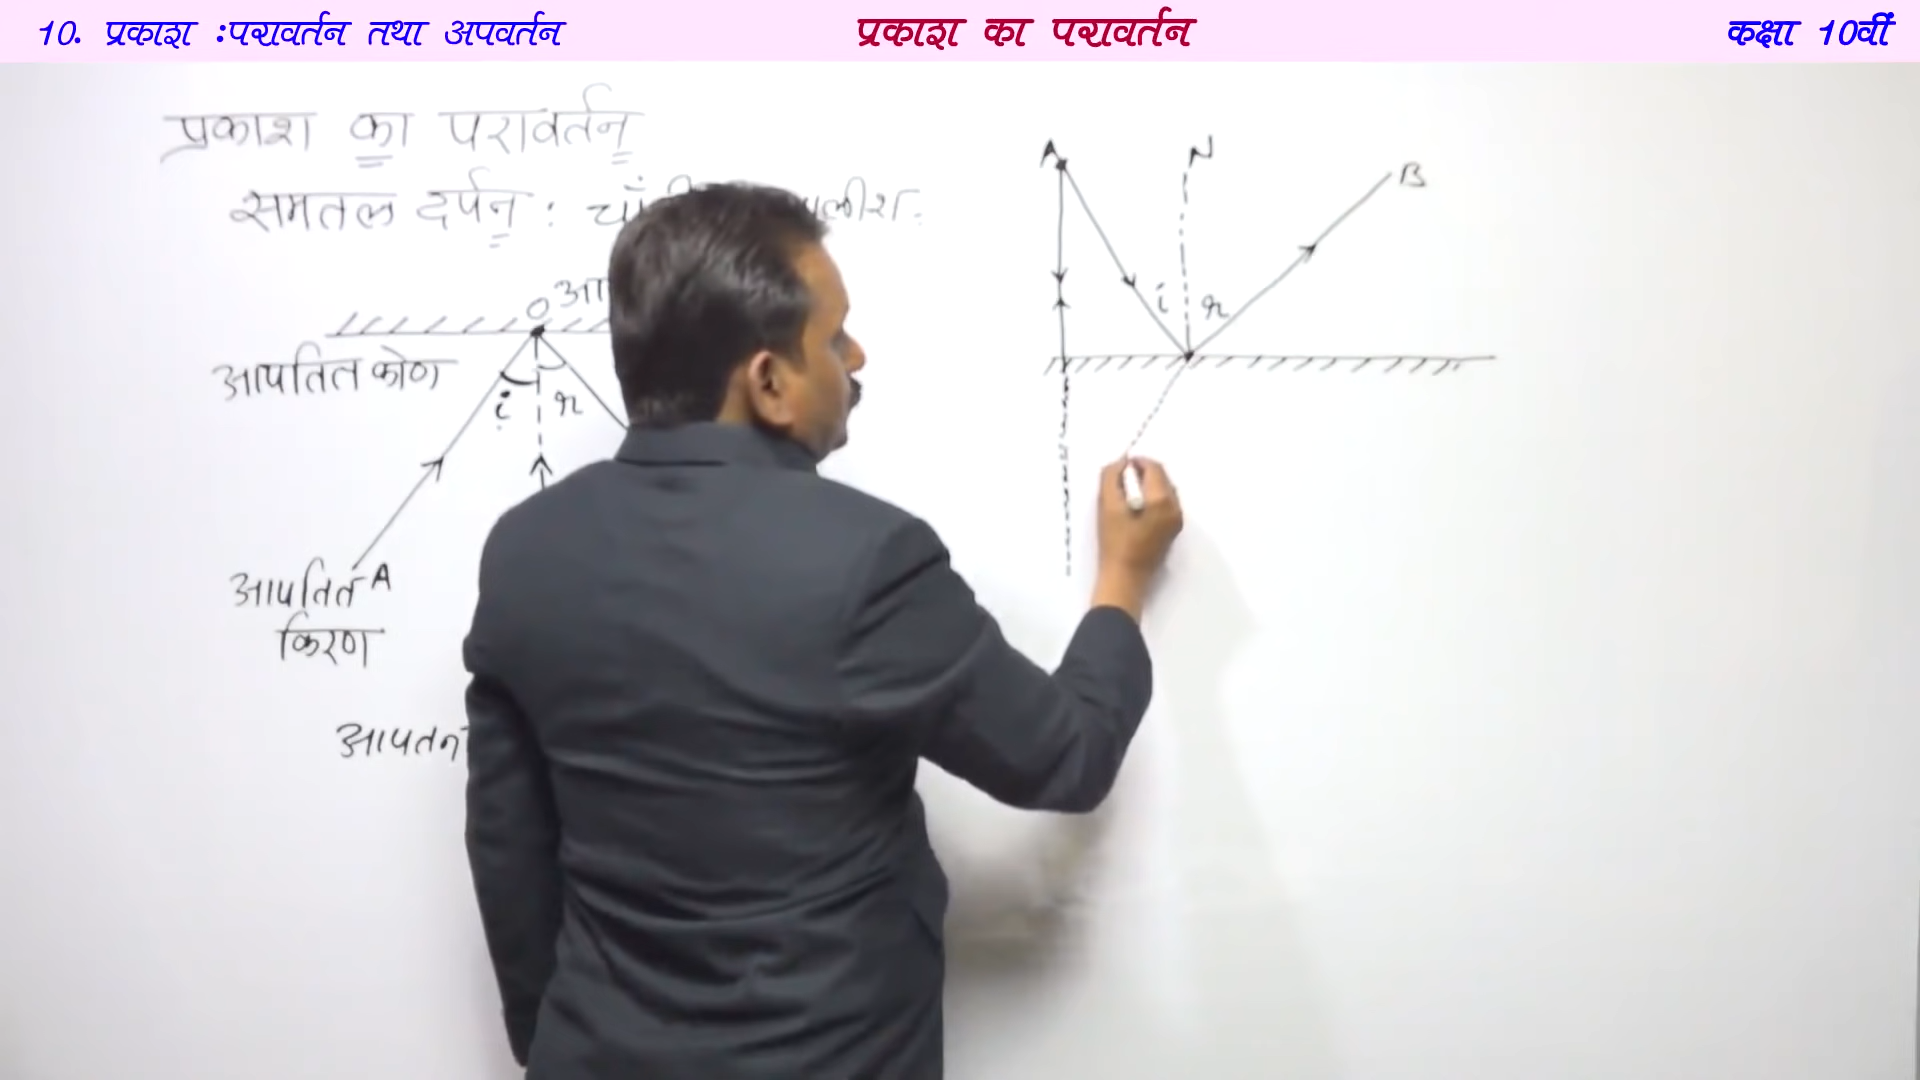 10. प्रकाश :परावर्तन तथा अपवर्तन
प्रकाश का परावर्तन
कक्षा 10वीं
प्रकाश का परावर्तन
समतल दर्पन :
O
आपतित कोण
i r
आपतित A
किरण
A N B
i r